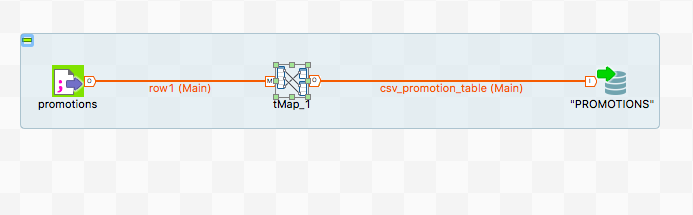 O
M
O
I
row1 (Main)
csv_promotion_table (Main)
promotions
tMap_1
"PROMOTIONS"